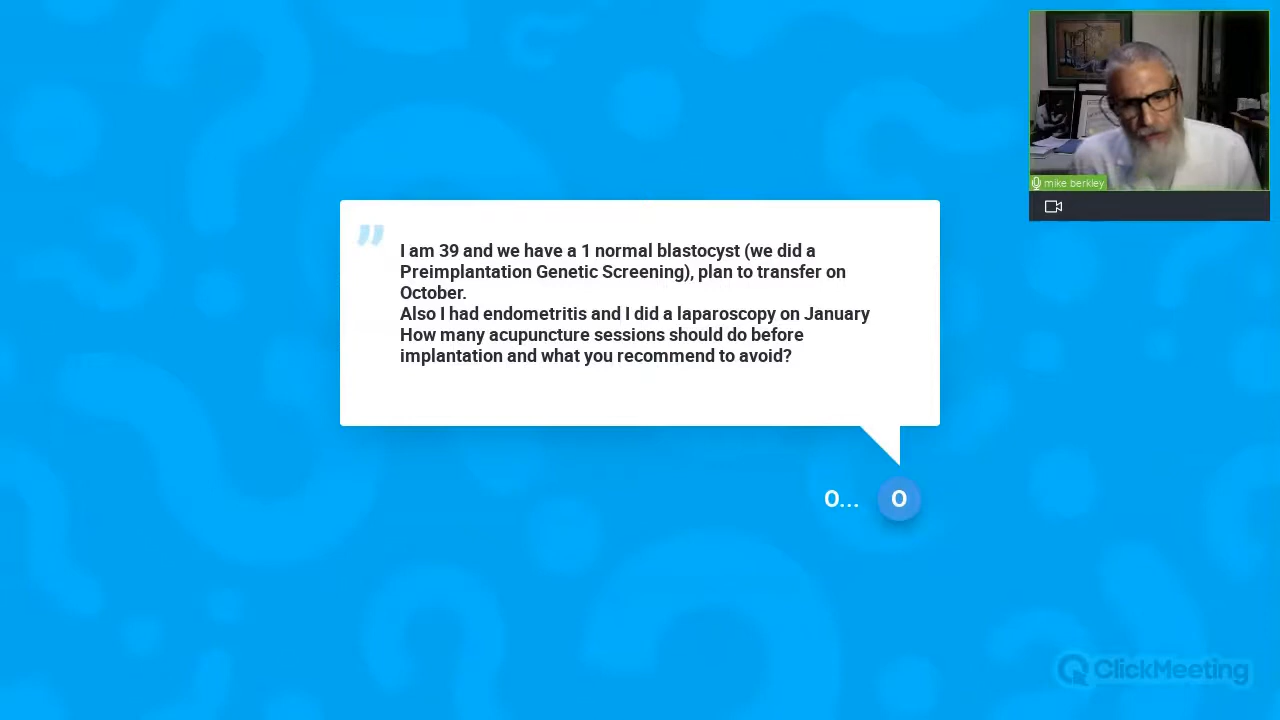 mike berkley
"
I am 39 and we have a 1 normal blastocyst (we did a
Preimplantation Genetic Screening), plan to transfer on
October.
Also I had endometritis and I did a laparoscopy on January
How many acupuncture sessions should do before
implantation and what you recommend to avoid?
O... O
ClickMeeting